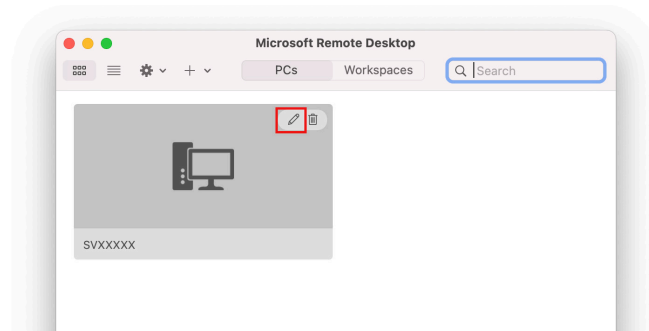 Microsoft Remote Desktop
PCs
Workspaces
Search
SVXXXXX